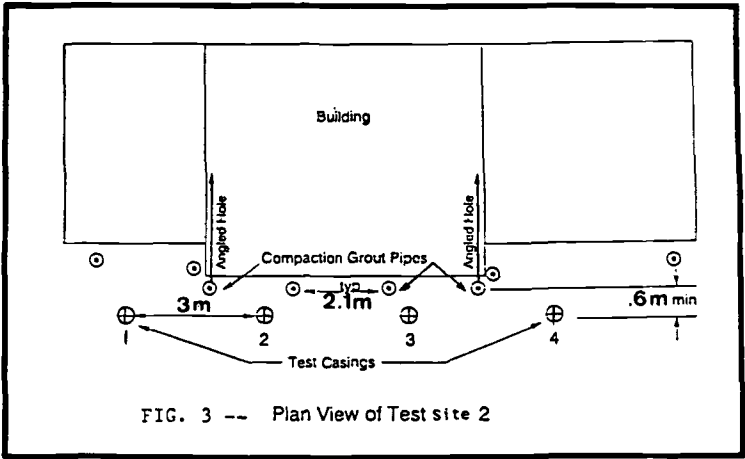 Building
Angled Hole
Angled Hole
Compaction Grout Pipes
typ
3m
2.1m
.6m min
1
2
3
4
Test Casings
FIG. 3 -- Plan View of Test site 2